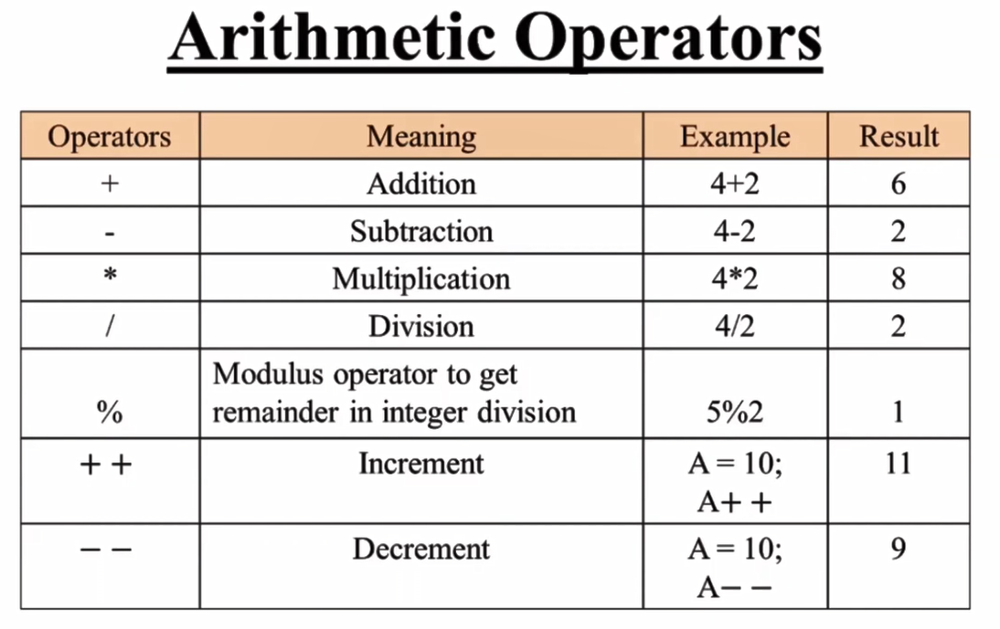 Arithmetic Operators
Operators Meaning Example Result
+ Addition 4+2 6
- Subtraction 4-2 2
* Multiplication 4*2 8
/ Division 4/2 2
Modulus operator to get
% remainder in integer division 5%2 1
+ + Increment A = 10; 11
A+ +
− − Decrement A = 10; 9
A− −